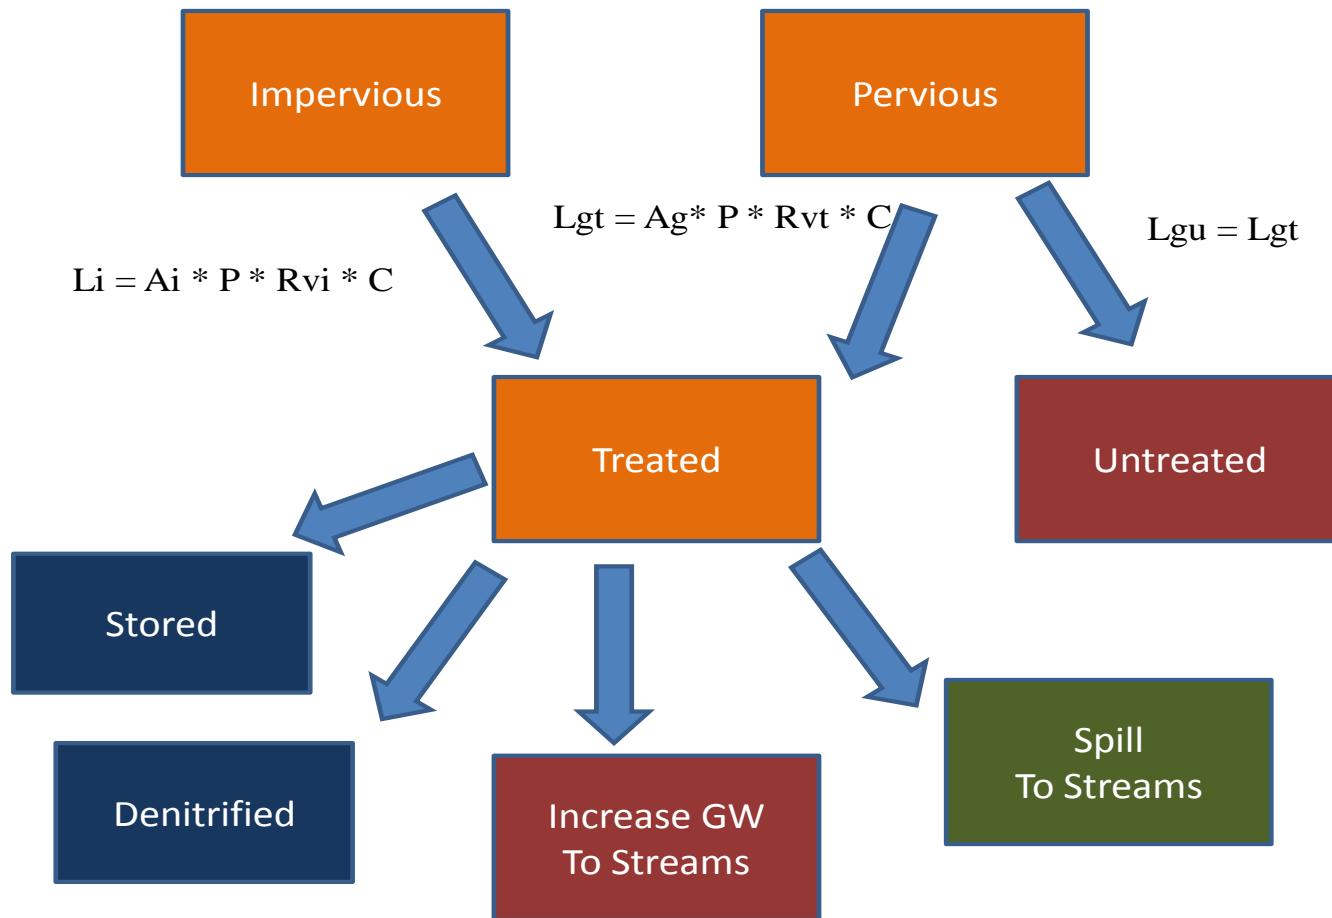 Impervious
Pervious
Lgt = Ag* P * Rvt * C
Lgu = Lgt
Li = Ai * P * Rvi * C
Treated
Untreated
Stored
Denitrified
Increase GW
To Streams
Spill
To Streams